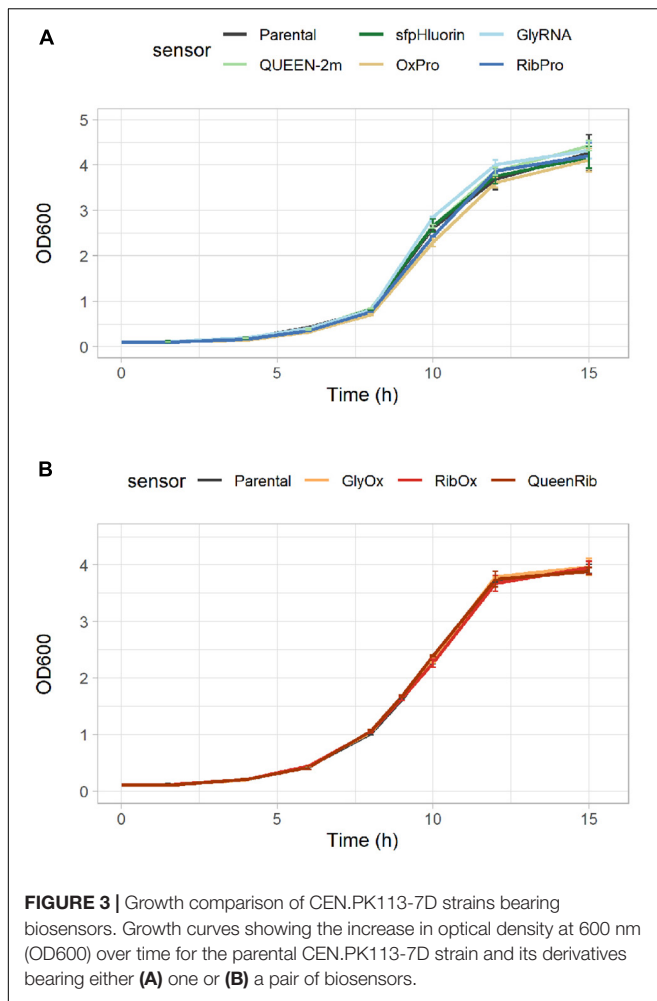 A
sensor
Parental
sfpHluorin
GlyRNA
QUEEN-2m
OxPro
RibPro
5
4
3
2
1
0
OD600
0
5
10
15
Time (h)
B
sensor
Parental
GlyOx
RibOx
QueenRib
4
3
2
1
0
OD600
0
5
10
15
Time (h)
FIGURE 3 | Growth comparison of CEN.PK113-7D strains bearing
biosensors. Growth curves showing the increase in optical density at 600 nm
(OD600) over time for the parental CEN.PK113-7D strain and its derivatives
bearing either (A) one or (B) a pair of biosensors.